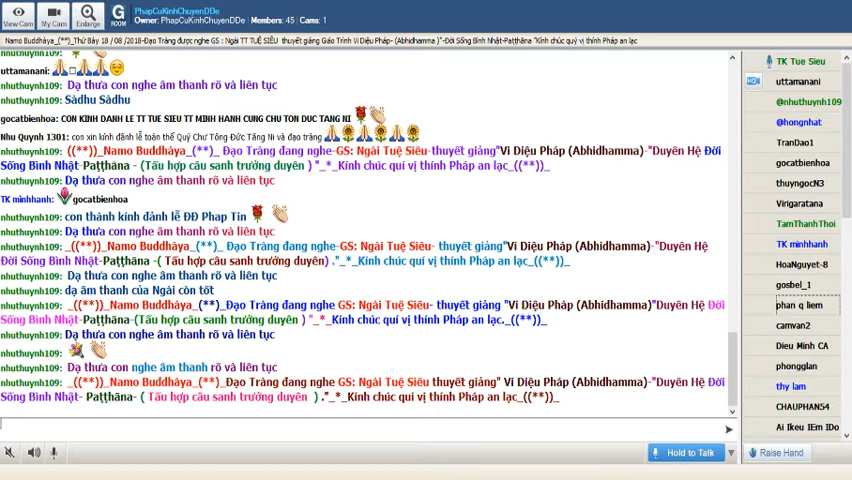 View Cam
My Cam
Enlarge
G
ROOM
PhapCuKinhChuyenDDe
Owner: PhapCuKinhChuyenDDe - Members: 45 - Cams: 1
Namo Buddhàya_(**)_Thứ Bảy 18 / 08 /2018-Đạo Tràng được nghe GS : Ngài TT TUỆ SIÊU thuyết giảng Giáo Trình Vi Diệu Pháp- (Abhidhamma )"-Đời Sống Bình Nhật-Paṭṭhāna "Kính chúc quý vị thính Pháp an lạc
nhuthuynh109:
uttamanani:
nhuthuynh109: Dạ thưa con nghe âm thanh rõ và liên tục
nhuthuynh109: Sàdhu Sàdhu
gocatbienhoa: CON KINH DANH LE TT TUE SIEU TT MINH HANH CUNG CHU TON DUC TANG NI
Nhu Quynh 1301: con xin kính đảnh lễ toàn thể Quý Chư Tông Đức Tăng Ni và đạo tràng
nhuthuynh109: ((**))_Namo Buddhàya_(**)_ Đạo Tràng đang nghe-GS: Ngài Tuệ Siêu-thuyết giảng"Vi Diệu Pháp (Abhidhamma)-"Duyên Hệ Đời
Sống Bình Nhật-Paṭṭhāna - (Tấu hợp câu sanh trưởng duyên ) "_*_Kính chúc quí vị thính Pháp an lạc_((**))_
nhuthuynh109: Dạ thưa con nghe âm thanh rõ và liên tục
TK minhhanh: gocatbienhoa
nhuthuynh109: con thành kính đảnh lễ ĐĐ Phap Tin
nhuthuynh109: Dạ thưa con nghe âm thanh rõ và liên tục
nhuthuynh109: _((**))_Namo Buddhàya_(**)_ Đạo Tràng đang nghe-GS: Ngài Tuệ Siêu- thuyết giảng"Vi Diệu Pháp (Abhidhamma)-"Duyên Hệ
Đời Sống Bình Nhật-Paṭṭhāna -( Tấu hợp câu sanh trưởng duyên) ."_*_Kính chúc quí vị thính Pháp an lạc_((**))_
nhuthuynh109: Dạ thưa con nghe âm thanh rõ và liên tục
nhuthuynh109: dạ âm thanh của Ngài còn tốt
nhuthuynh109: _((**))_Namo Buddhàya_(**)_Đạo Tràng đang nghe GS: Ngài Tuệ Siêu- thuyết giảng "Vi Diệu Pháp (Abhidhamma)"Duyên Hệ Đời
Sống Bình Nhật-Paṭṭhāna-(Tấu hợp câu sanh trưởng duyên ) "_*_Kính chúc quí vị thính Pháp an lạc._((**))_
nhuthuynh109: Dạ thưa con nghe âm thanh rõ và liên tục
nhuthuynh109:
nhuthuynh109: Dạ thưa con nghe âm thanh rõ và liên tục
nhuthuynh109: _((**))_Namo Buddhàya_(**)_Đạo Tràng đang nghe GS: Ngài Tuệ Siêu thuyết giảng" Vi Diệu Pháp (Abhidhamma)-"Duyên Hệ Đời
Sống Bình Nhật- Paṭṭhāna - ( Tấu hợp câu sanh trưởng duyên ) ."_*_Kính chúc quí vị thính Pháp an lạc_((**))_
Hold to Talk
TK Tue Sieu
HD
uttamanani
@nhuthuynh109
@hongnhat
TranDao1
gocatbienhoa
thuyngocN3
Virigaratana
TamThanhThoi
TK minhhanh
HoaNguyet-8
gosbel_1
phan q liem
camvan2
Dieu Minh CA
phongglan
thy lam
CHAUPHAN54
Ai Ikeu IEm IDo
Raise Hand